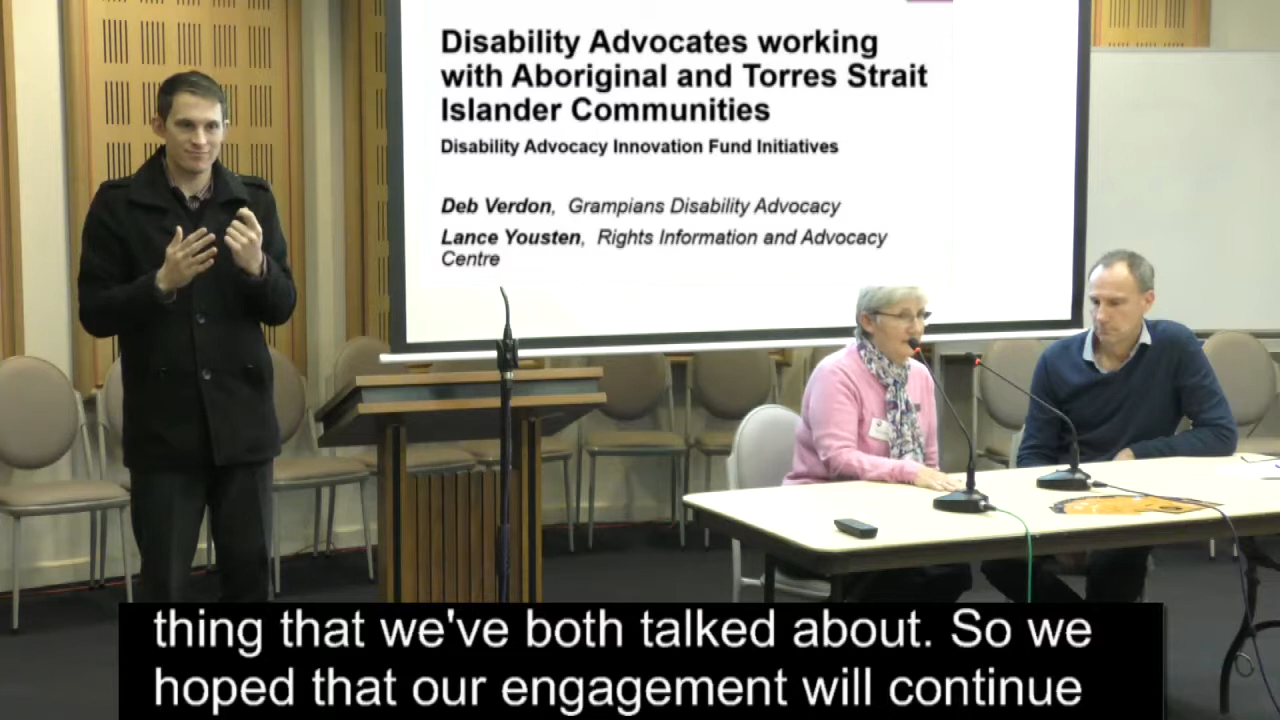 Disability Advocates working
with Aboriginal and Torres Strait
Islander Communities
Disability Advocacy Innovation Fund Initiatives
Deb Verdon, Grampians Disability Advocacy
Lance Yousten, Rights Information and Advocacy
Centre
thing that we've both talked about. So we
hoped that our engagement will continue